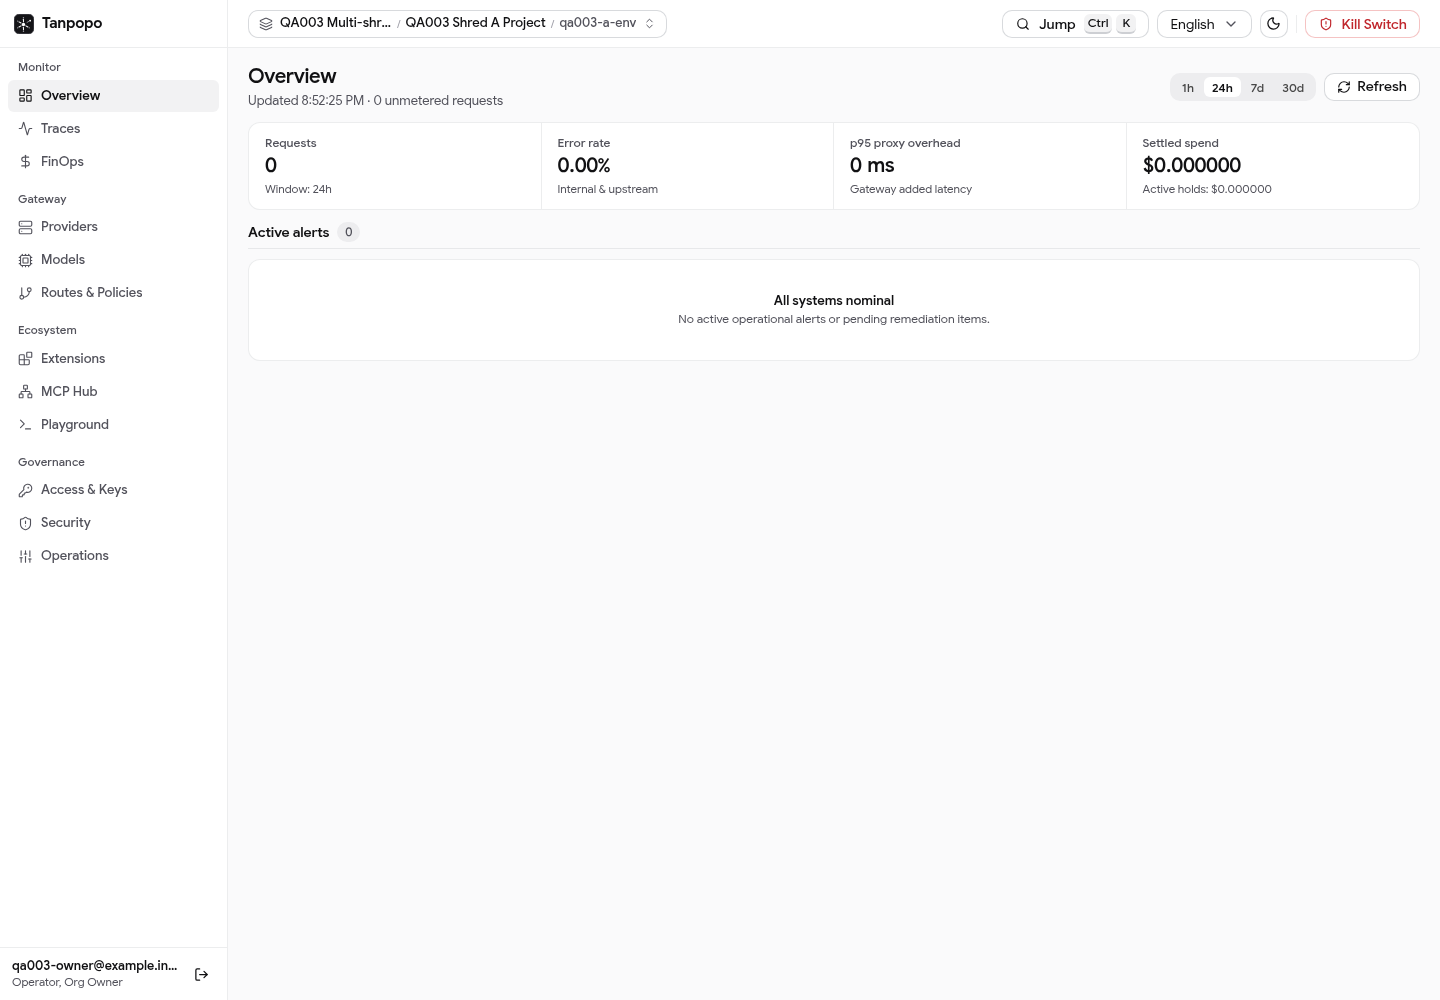 Tanpopo
QA003 Multi-shr... / QA003 Shred A Project / qa003-a-env
Jump Ctrl K
English
Kill Switch
Monitor
Overview
Traces
FinOps
Gateway
Providers
Models
Routes & Policies
Ecosystem
Extensions
MCP Hub
Playground
Governance
Access & Keys
Security
Operations
qa003-owner@example.in...
Operator, Org Owner
Overview
Updated 8:52:25 PM · 0 unmetered requests
1h 24h 7d 30d
Refresh
Requests
0
Window: 24h
Error rate
0.00%
Internal & upstream
p95 proxy overhead
0 ms
Gateway added latency
Settled spend
$0.000000
Active holds: $0.000000
Active alerts 0
All systems nominal
No active operational alerts or pending remediation items.